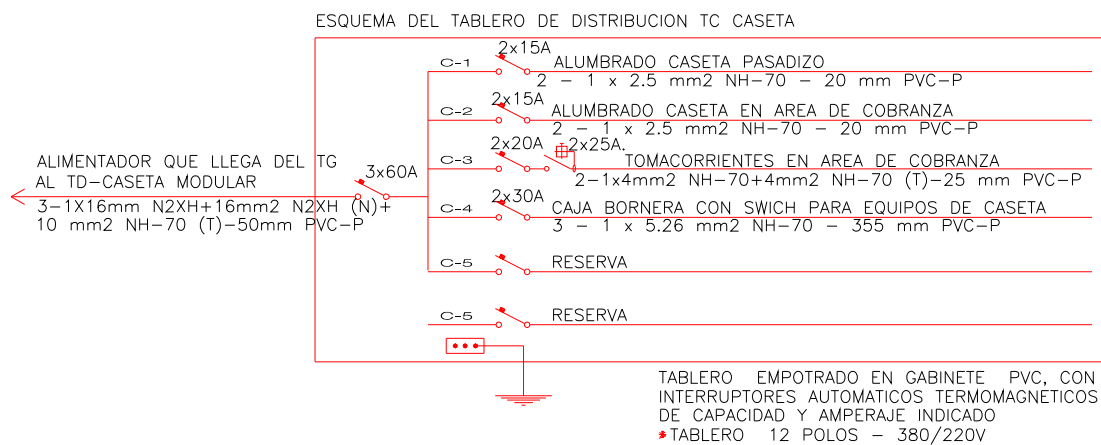 ESQUEMA DEL TABLERO DE DISTRIBUCION TC CASETA
2x15A
C-1
ALUMBRADO CASETA PASADIZO
2 - 1 x 2.5 mm2 NH-70 - 20 mm PVC-P
2x15A
C-2
ALUMBRADO CASETA EN AREA DE COBRANZA
2 - 1 x 2.5 mm2 NH-70 - 20 mm PVC-P
2x20A
2x25A.
C-3
TOMACORRIENTES EN AREA DE COBRANZA
2-1x4mm2 NH-70+4mm2 NH-70 (T)-25 mm PVC-P
ALIMENTADOR QUE LLEGA DEL TG
AL TD-CASETA MODULAR
3x60A
3-1X16mm N2XH+16mm2 N2XH (N)+
10 mm2 NH-70 (T)-50mm PVC-P
2x30A
C-4
CAJA BORNERA CON SWICH PARA EQUIPOS DE CASETA
3 - 1 x 5.26 mm2 NH-70 - 355 mm PVC-P
C-5
RESERVA
C-5
RESERVA
TABLERO EMPOTRADO EN GABINETE PVC, CON
INTERRUPTORES AUTOMATICOS TERMOMAGNETICOS
DE CAPACIDAD Y AMPERAJE INDICADO
TABLERO 12 POLOS - 380/220V